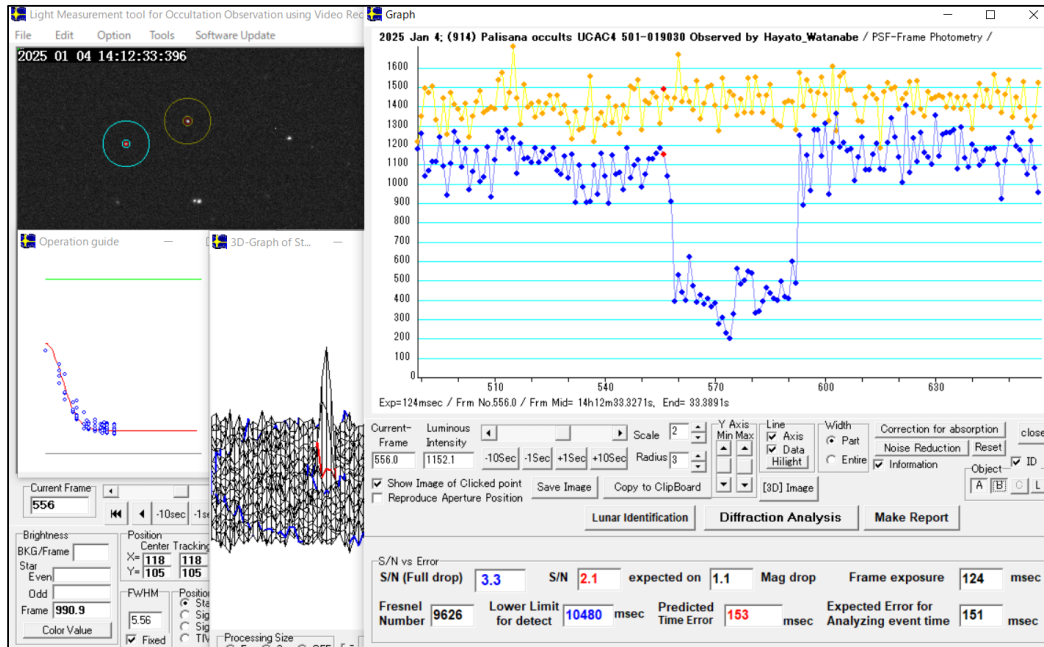 Light Measurement tool for Occultation Observation using Video Rec
File Edit Option Tools Software Update
2025 01 04 14:12:33:396
Operation guide
3D-Graph of St...
Current Frame
556
-10sec
Brightness
BKG/Frame
Star
Even
Odd
Frame 990.9
Color Value
Position
Center Tracking
X= 118 118
Y= 105 105
FWHM
5.56
Fixed
Processing Size
Graph
2025 Jan 4; (914) Palisana occults UCAC4 501-019030 Observed by Hayato_Watanabe / PSF-Frame Photometry /
1600
1500
1400
1300
1200
1100
1000
900
800
700
600
500
400
300
200
100
0
510 540 570 600 630
Exp=124msec / Frm No.556.0 / Frm Mid= 14h12m33.3271s, End= 33.3891s
Current-
Frame
556.0
Luminous
Intensity
1152.1
-10Sec -1Sec +1Sec +10Sec
Scale 2
Radius 3
Y Axis
Min Max
Line
Axis
Data
Hilight
Width
Part
Entire
Correction for absorption
Noise Reduction Reset
Information
close
ID
Object
A B C L
Show Image of Clicked point
Reproduce Aperture Position
Save Image Copy to ClipBoard
[3D] Image
Lunar Identification Diffraction Analysis Make Report
S/N vs Error
S/N (Full drop) 3.3 S/N 2.1 expected on 1.1 Mag drop Frame exposure 124 msec
Fresnel
Number 9626
Lower Limit
for detect 10480 msec
Predicted
Time Error 153 msec
Expected Error for
Analyzing event time 151 msec